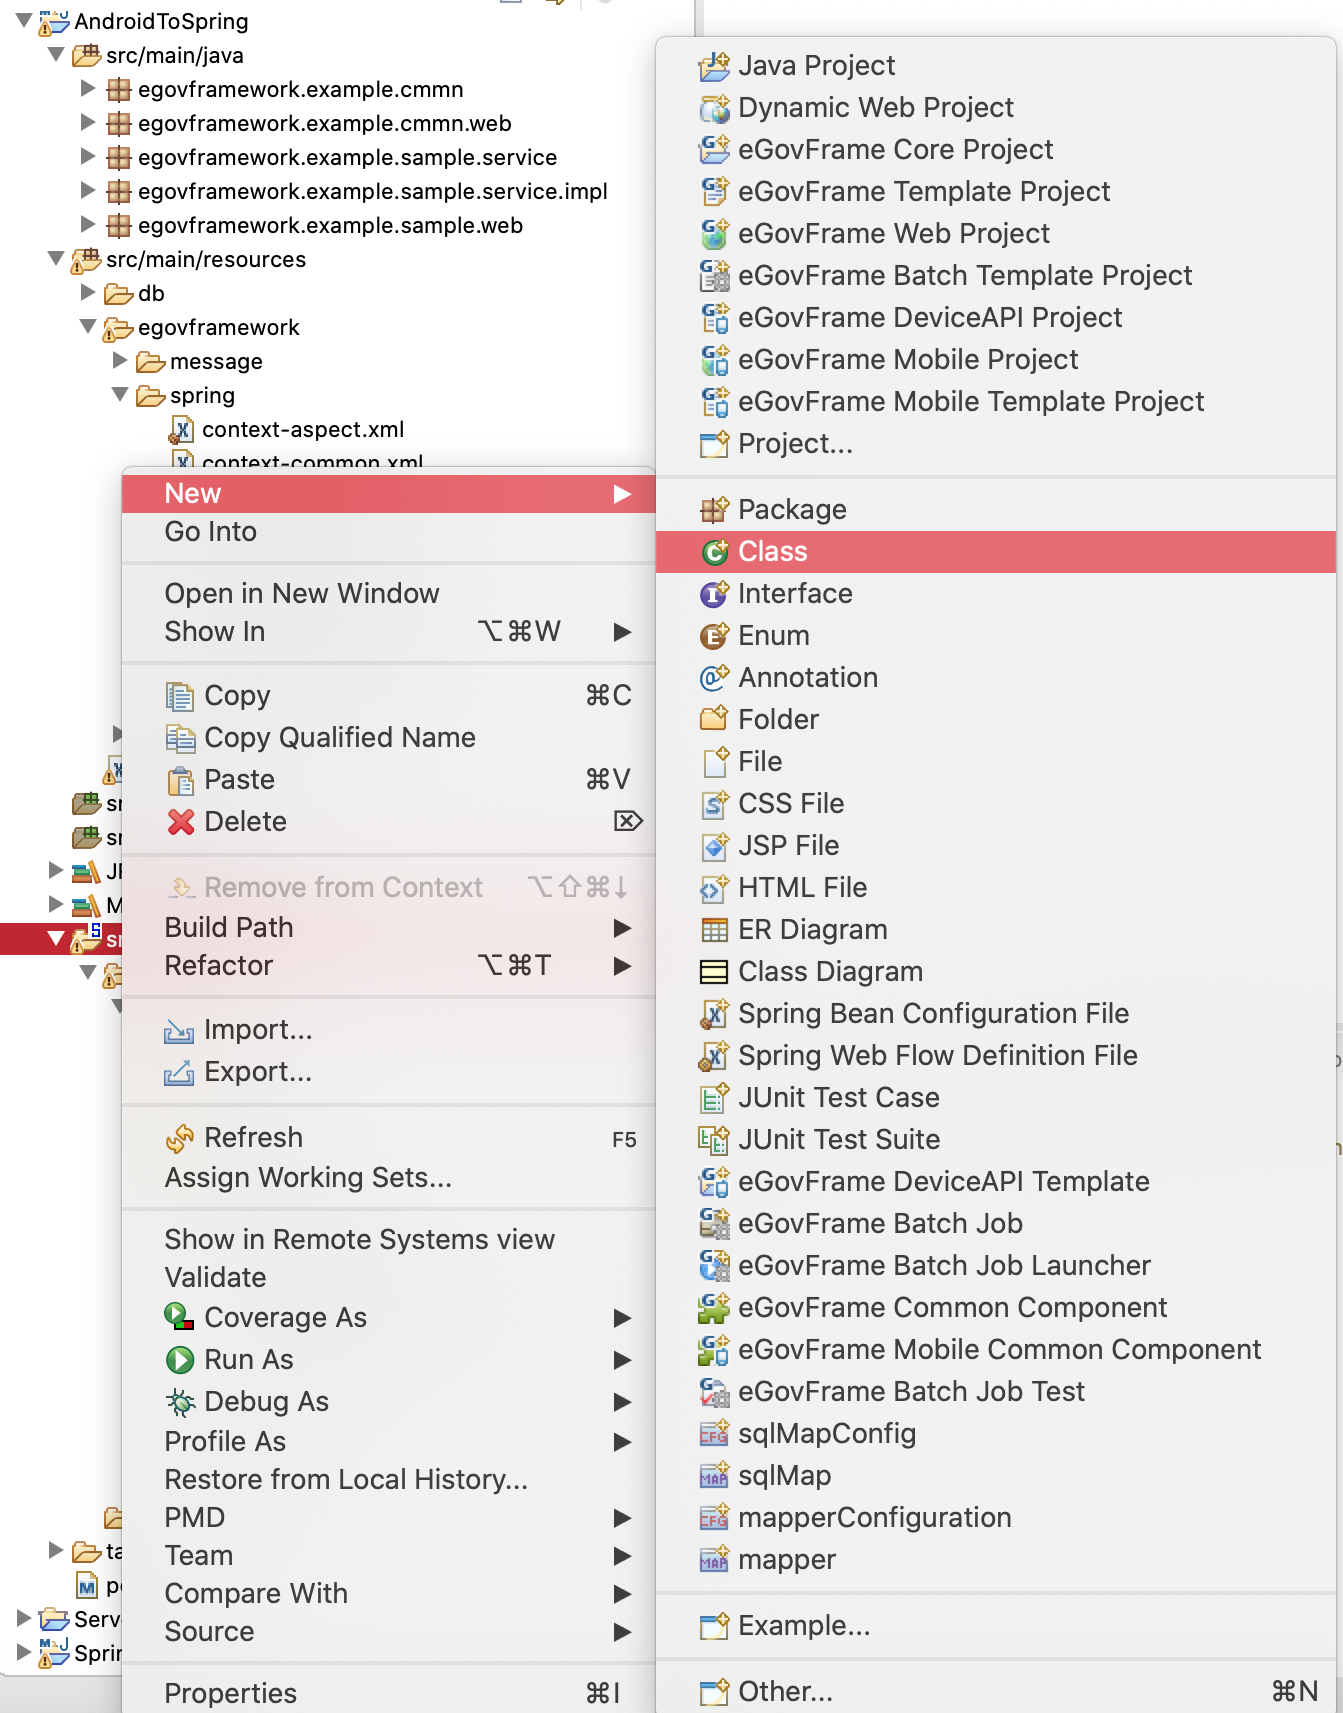 AndroidToSpring
src/main/java
egovframework.example.cmmn
egovframework.example.cmmn.web
egovframework.example.sample.service
egovframework.example.sample.service.impl
egovframework.example.sample.web
src/main/resources
db
egovframework
message
spring
context-aspect.xml
context-common.xml
New
Go Into
Open in New Window
Show In ⌥⌘W
Copy ⌘C
Copy Qualified Name
Paste ⌘V
Delete ⌦
Remove from Context ⌥⇧⌘↓
Build Path
Refactor ⌥⌘T
Import...
Export...
Refresh F5
Assign Working Sets...
Show in Remote Systems view
Validate
Coverage As
Run As
Debug As
Profile As
Restore from Local History...
PMD
Team
Compare With
Source
Properties ⌘I
Java Project
Dynamic Web Project
eGovFrame Core Project
eGovFrame Template Project
eGovFrame Web Project
eGovFrame Batch Template Project
eGovFrame DeviceAPI Project
eGovFrame Mobile Project
eGovFrame Mobile Template Project
Project...
Package
Class
Interface
Enum
Annotation
Folder
File
CSS File
JSP File
HTML File
ER Diagram
Class Diagram
Spring Bean Configuration File
Spring Web Flow Definition File
JUnit Test Case
JUnit Test Suite
eGovFrame DeviceAPI Template
eGovFrame Batch Job
eGovFrame Batch Job Launcher
eGovFrame Common Component
eGovFrame Mobile Common Component
eGovFrame Batch Job Test
sqlMapConfig
sqlMap
mapperConfiguration
mapper
Example...
Other... ⌘N